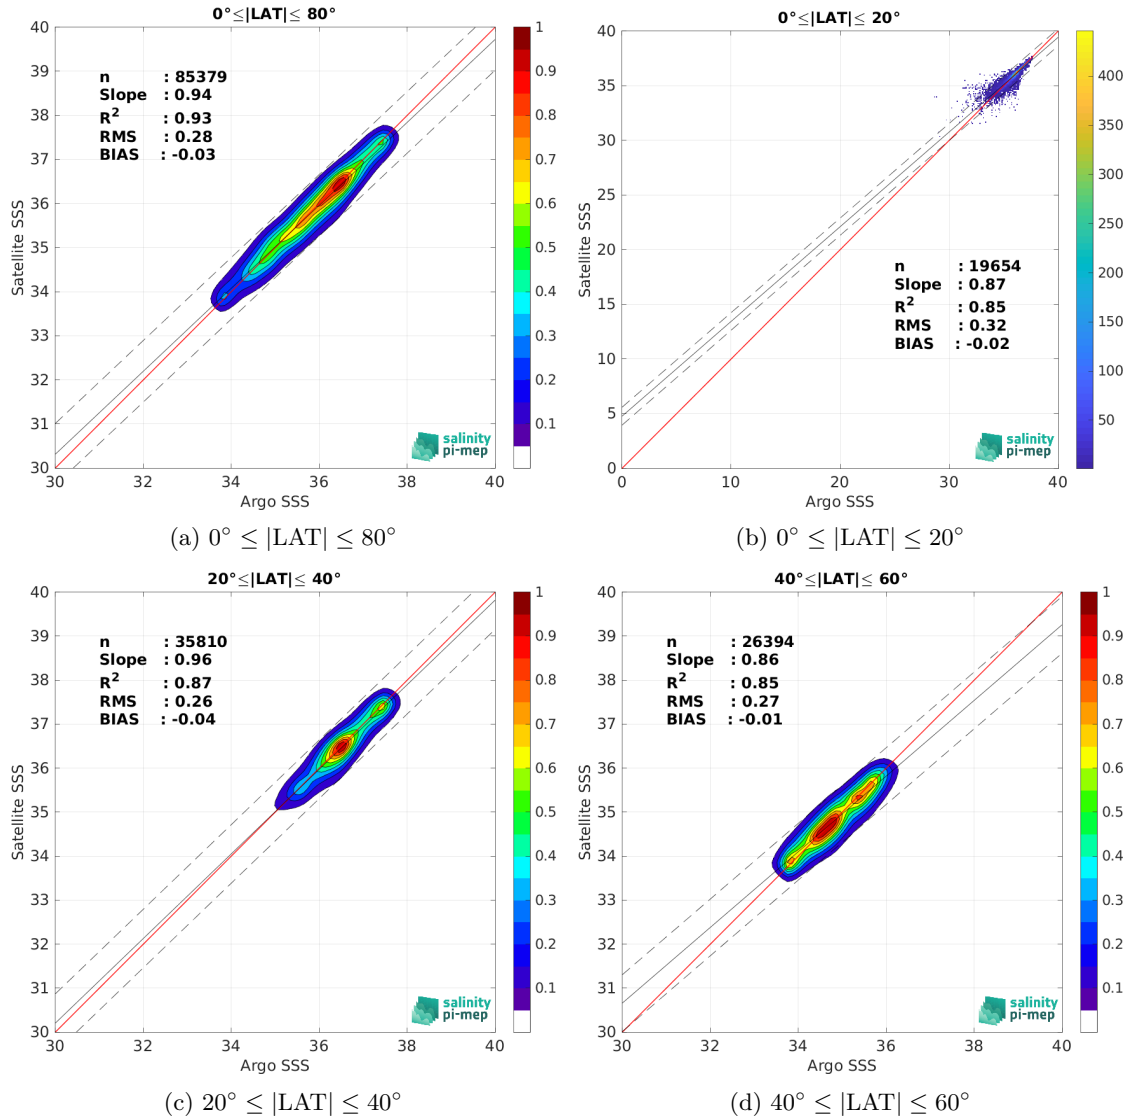 0°≤|LAT|≤ 80°
40
39
38
37
36
35
34
33
32
31
30
30
32
34
36
38
40
Satellite SSS
Argo SSS
n : 85379
Slope : 0.94
R² : 0.93
RMS : 0.28
BIAS : -0.03
salinity
pi-mep
1
0.9
0.8
0.7
0.6
0.5
0.4
0.3
0.2
0.1
(a) 0° ≤ |LAT| ≤ 80°
0°≤|LAT|≤ 20°
40
35
30
25
20
15
10
5
0
0
10
20
30
40
Satellite SSS
Argo SSS
n : 19654
Slope : 0.87
R² : 0.85
RMS : 0.32
BIAS : -0.02
salinity
pi-mep
400
350
300
250
200
150
100
50
(b) 0° ≤ |LAT| ≤ 20°
20°≤|LAT|≤ 40°
40
39
38
37
36
35
34
33
32
31
30
30
32
34
36
38
40
Satellite SSS
Argo SSS
n : 35810
Slope : 0.96
R² : 0.87
RMS : 0.26
BIAS : -0.04
salinity
pi-mep
1
0.9
0.8
0.7
0.6
0.5
0.4
0.3
0.2
0.1
(c) 20° ≤ |LAT| ≤ 40°
40°≤|LAT|≤ 60°
40
39
38
37
36
35
34
33
32
31
30
30
32
34
36
38
40
Satellite SSS
Argo SSS
n : 26394
Slope : 0.86
R² : 0.85
RMS : 0.27
BIAS : -0.01
salinity
pi-mep
1
0.9
0.8
0.7
0.6
0.5
0.4
0.3
0.2
0.1
(d) 40° ≤ |LAT| ≤ 60°